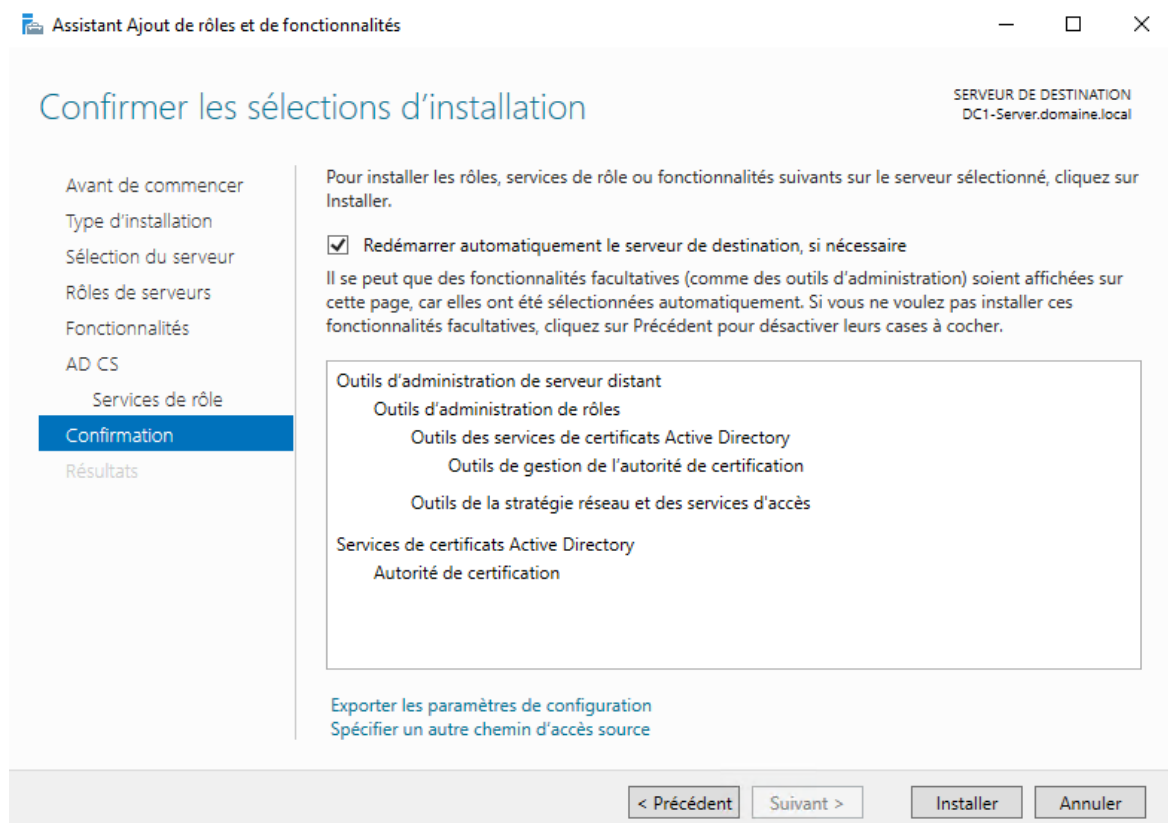 Assistant Ajout de rôles et de fonctionnalités
Confirmer les sélections d’installation
SERVEUR DE DESTINATION
DC1-Server.domaine.local
Avant de commencer
Type d'installation
Sélection du serveur
Rôles de serveurs
Fonctionnalités
AD CS
Services de rôle
Confirmation
Résultats
Pour installer les rôles, services de rôle ou fonctionnalités suivants sur le serveur sélectionné, cliquez sur
Installer.
Redémarrer automatiquement le serveur de destination, si nécessaire
Il se peut que des fonctionnalités facultatives (comme des outils d’administration) soient affichées sur
cette page, car elles ont été sélectionnées automatiquement. Si vous ne voulez pas installer ces
fonctionnalités facultatives, cliquez sur Précédent pour désactiver leurs cases à cocher.
Outils d’administration de serveur distant
Outils d’administration de rôles
Outils des services de certificats Active Directory
Outils de gestion de l’autorité de certification
Outils de la stratégie réseau et des services d'accès
Services de certificats Active Directory
Autorité de certification
Exporter les paramètres de configuration
Spécifier un autre chemin d’accès source
< Précédent
Suivant >
Installer
Annuler